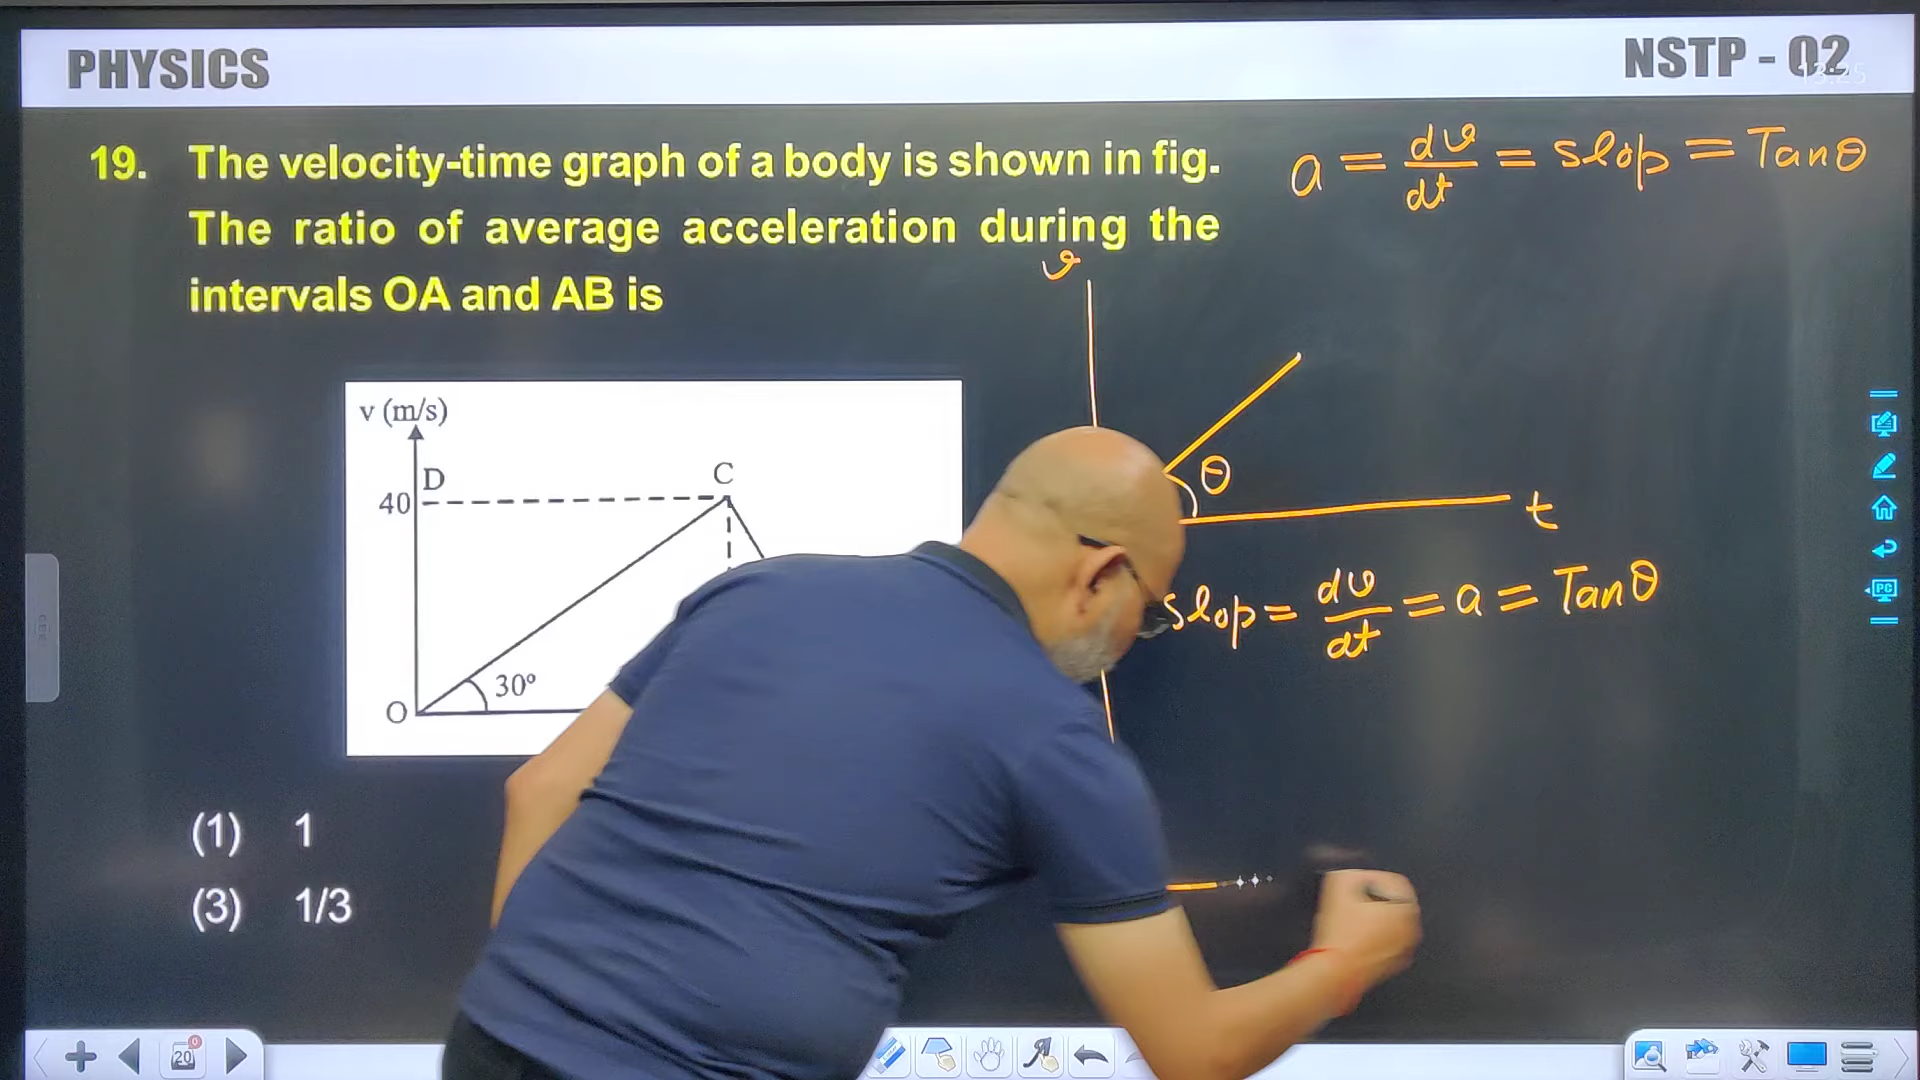 PHYSICS
NSTP - 02
19. The velocity-time graph of a body is shown in fig.
The ratio of average acceleration during the
intervals OA and AB is
a = dv/dt = slop = Tanθ
v
θ
t
slop = dv/dt = a = Tanθ
v (m/s)
D
C
40
30°
O
(1) 1
(3) 1/3
20
0
PC